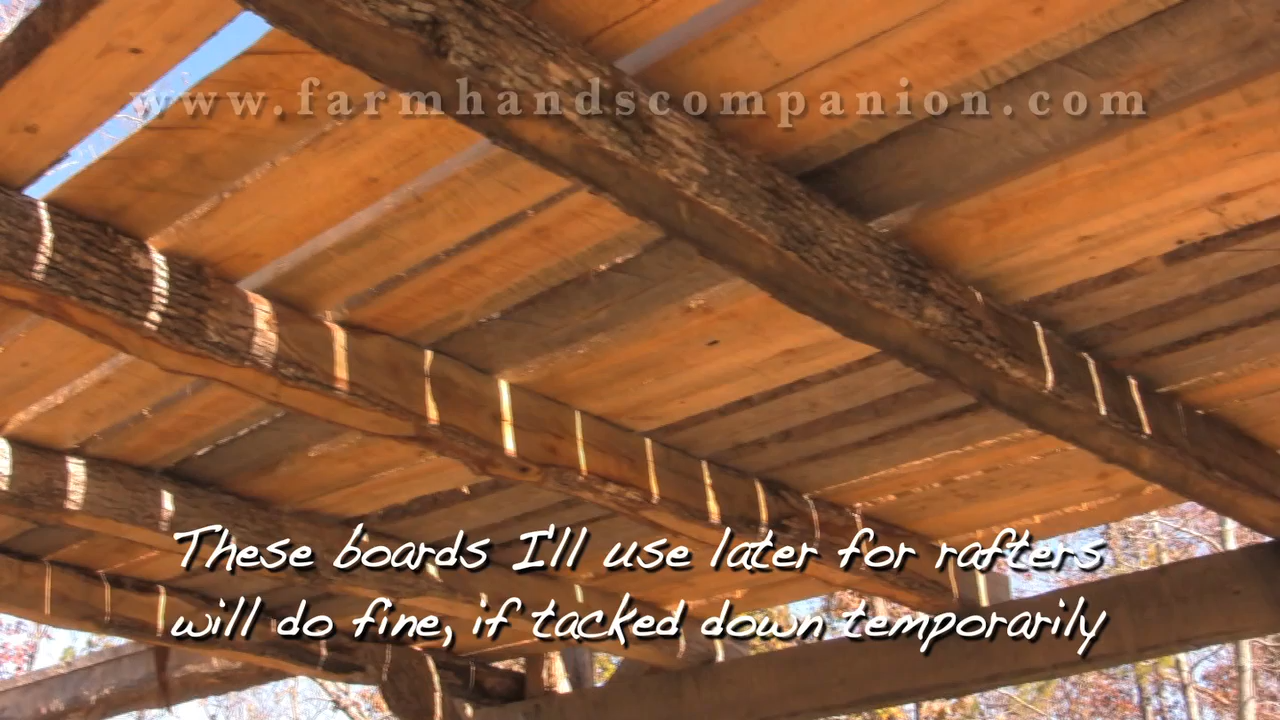 www.farmhandscompanion.com
These boards I'll use later for rafters
will do fine, if tacked down temporarily